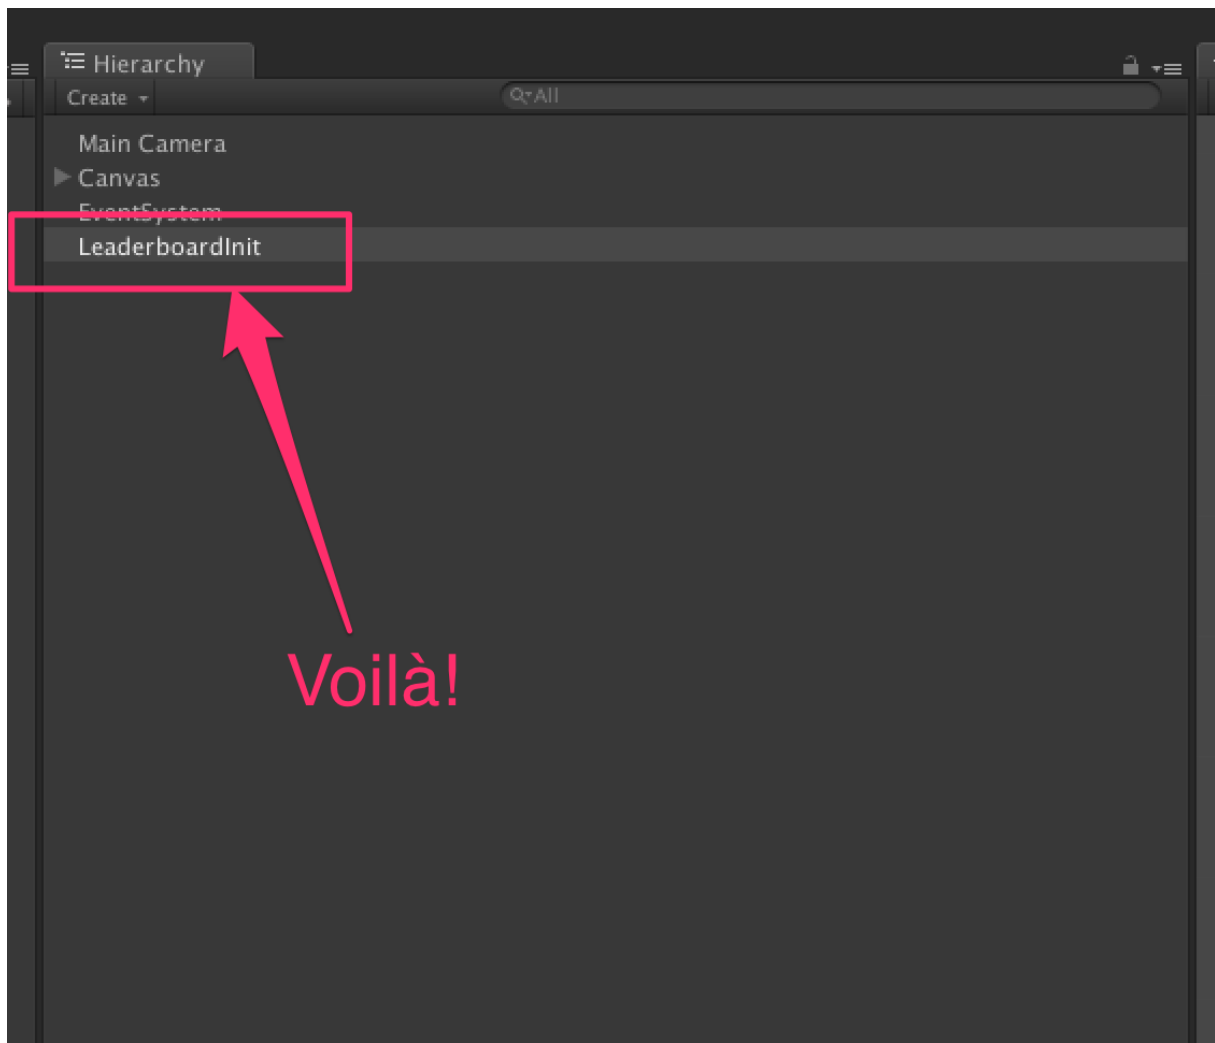 Hierarchy
Create
All
Main Camera
Canvas
EventSystem
LeaderboardInit
Voilà!